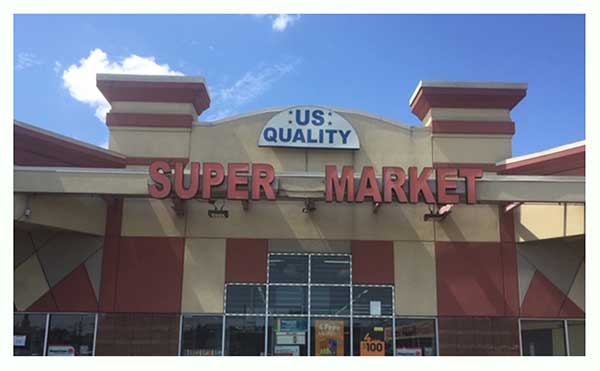 US
QUALITY
SUPER MARKET
$100